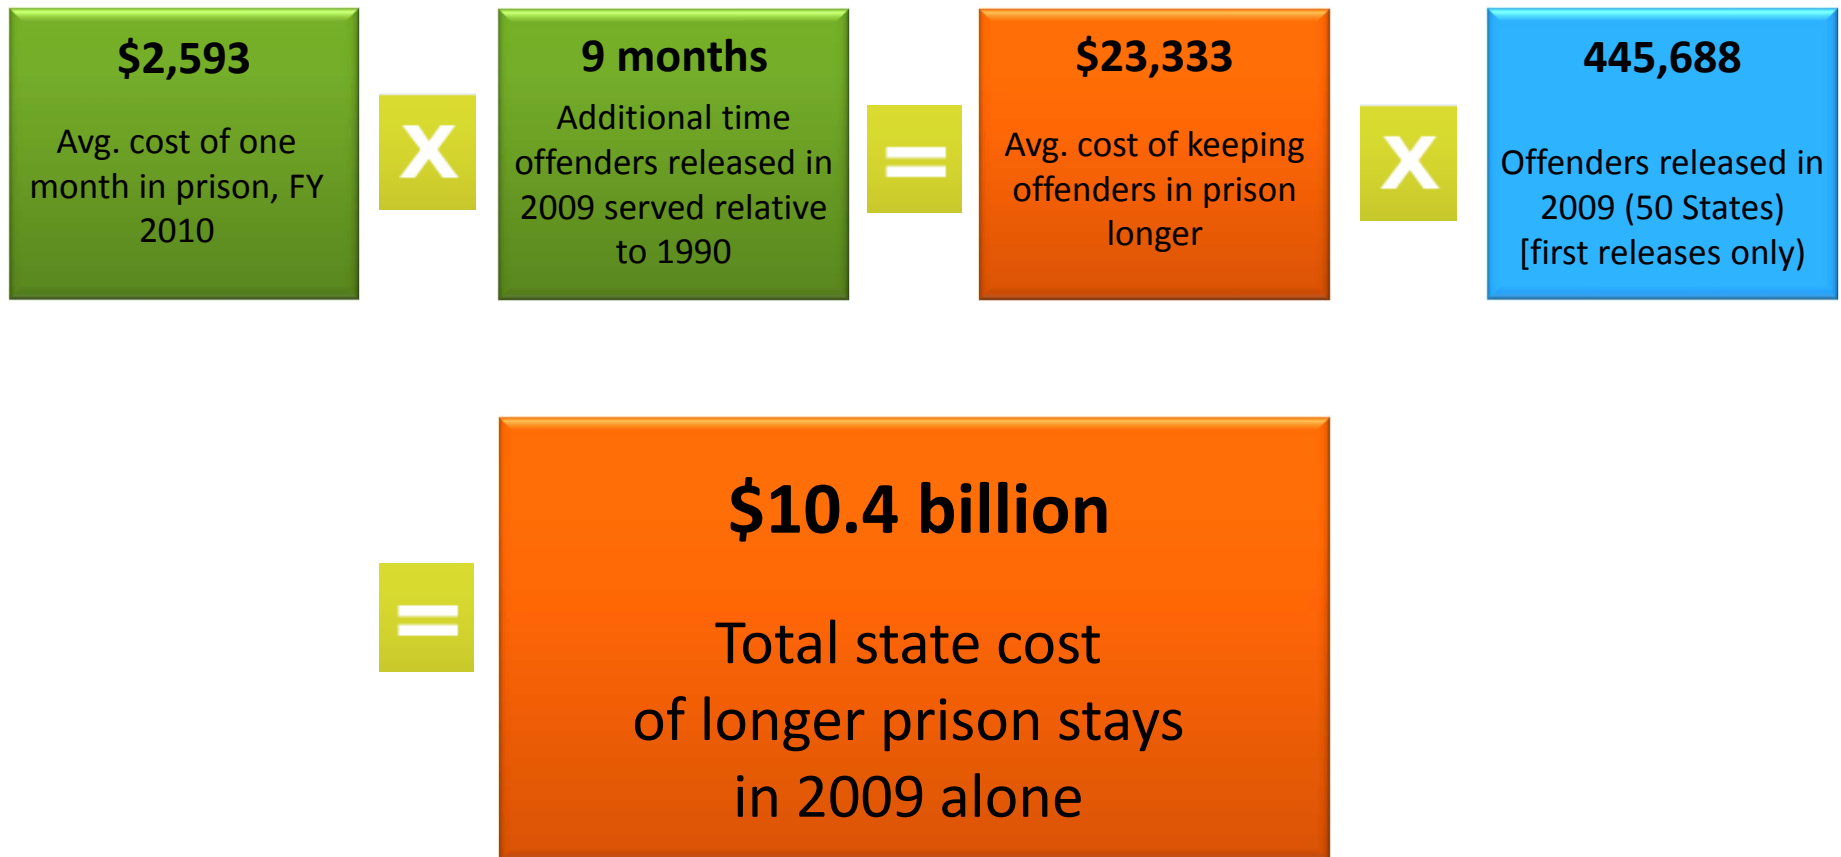 $2,593
Avg. cost of one
month in prison, FY
2010
X
9 months
Additional time
offenders released in
2009 served relative
to 1990
=
$23,333
Avg. cost of keeping
offenders in prison
longer
X
445,688
Offenders released in
2009 (50 States)
[first releases only)
=
$10.4 billion
Total state cost
of longer prison stays
in 2009 alone